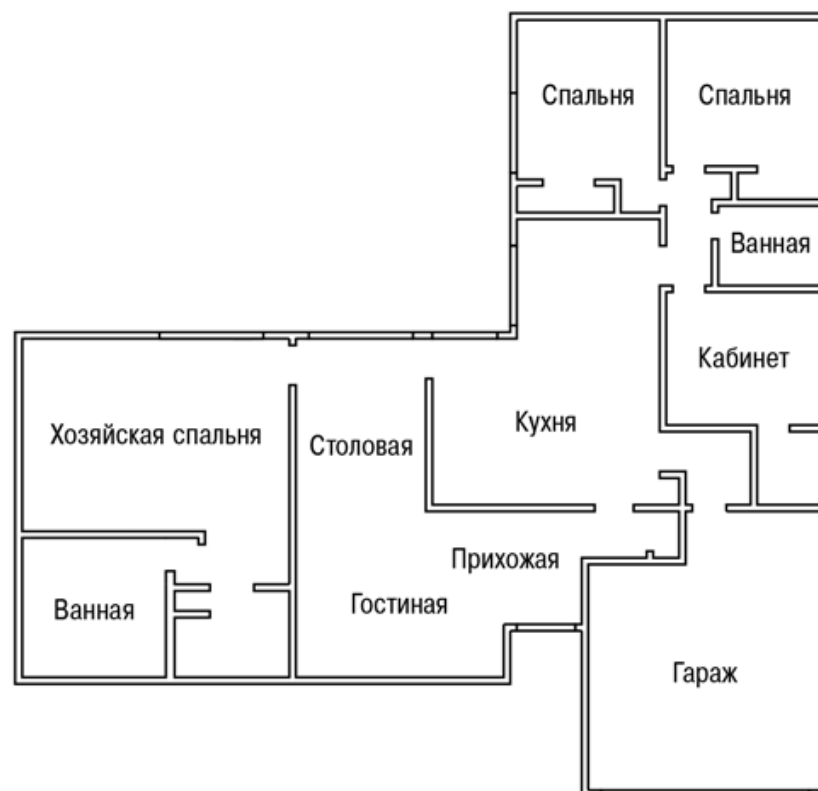 Спальня
Спальня
Ванная
Кабинет
Кухня
Хозяйская спальня
Столовая
Прихожая
Гостиная
Ванная
Гараж